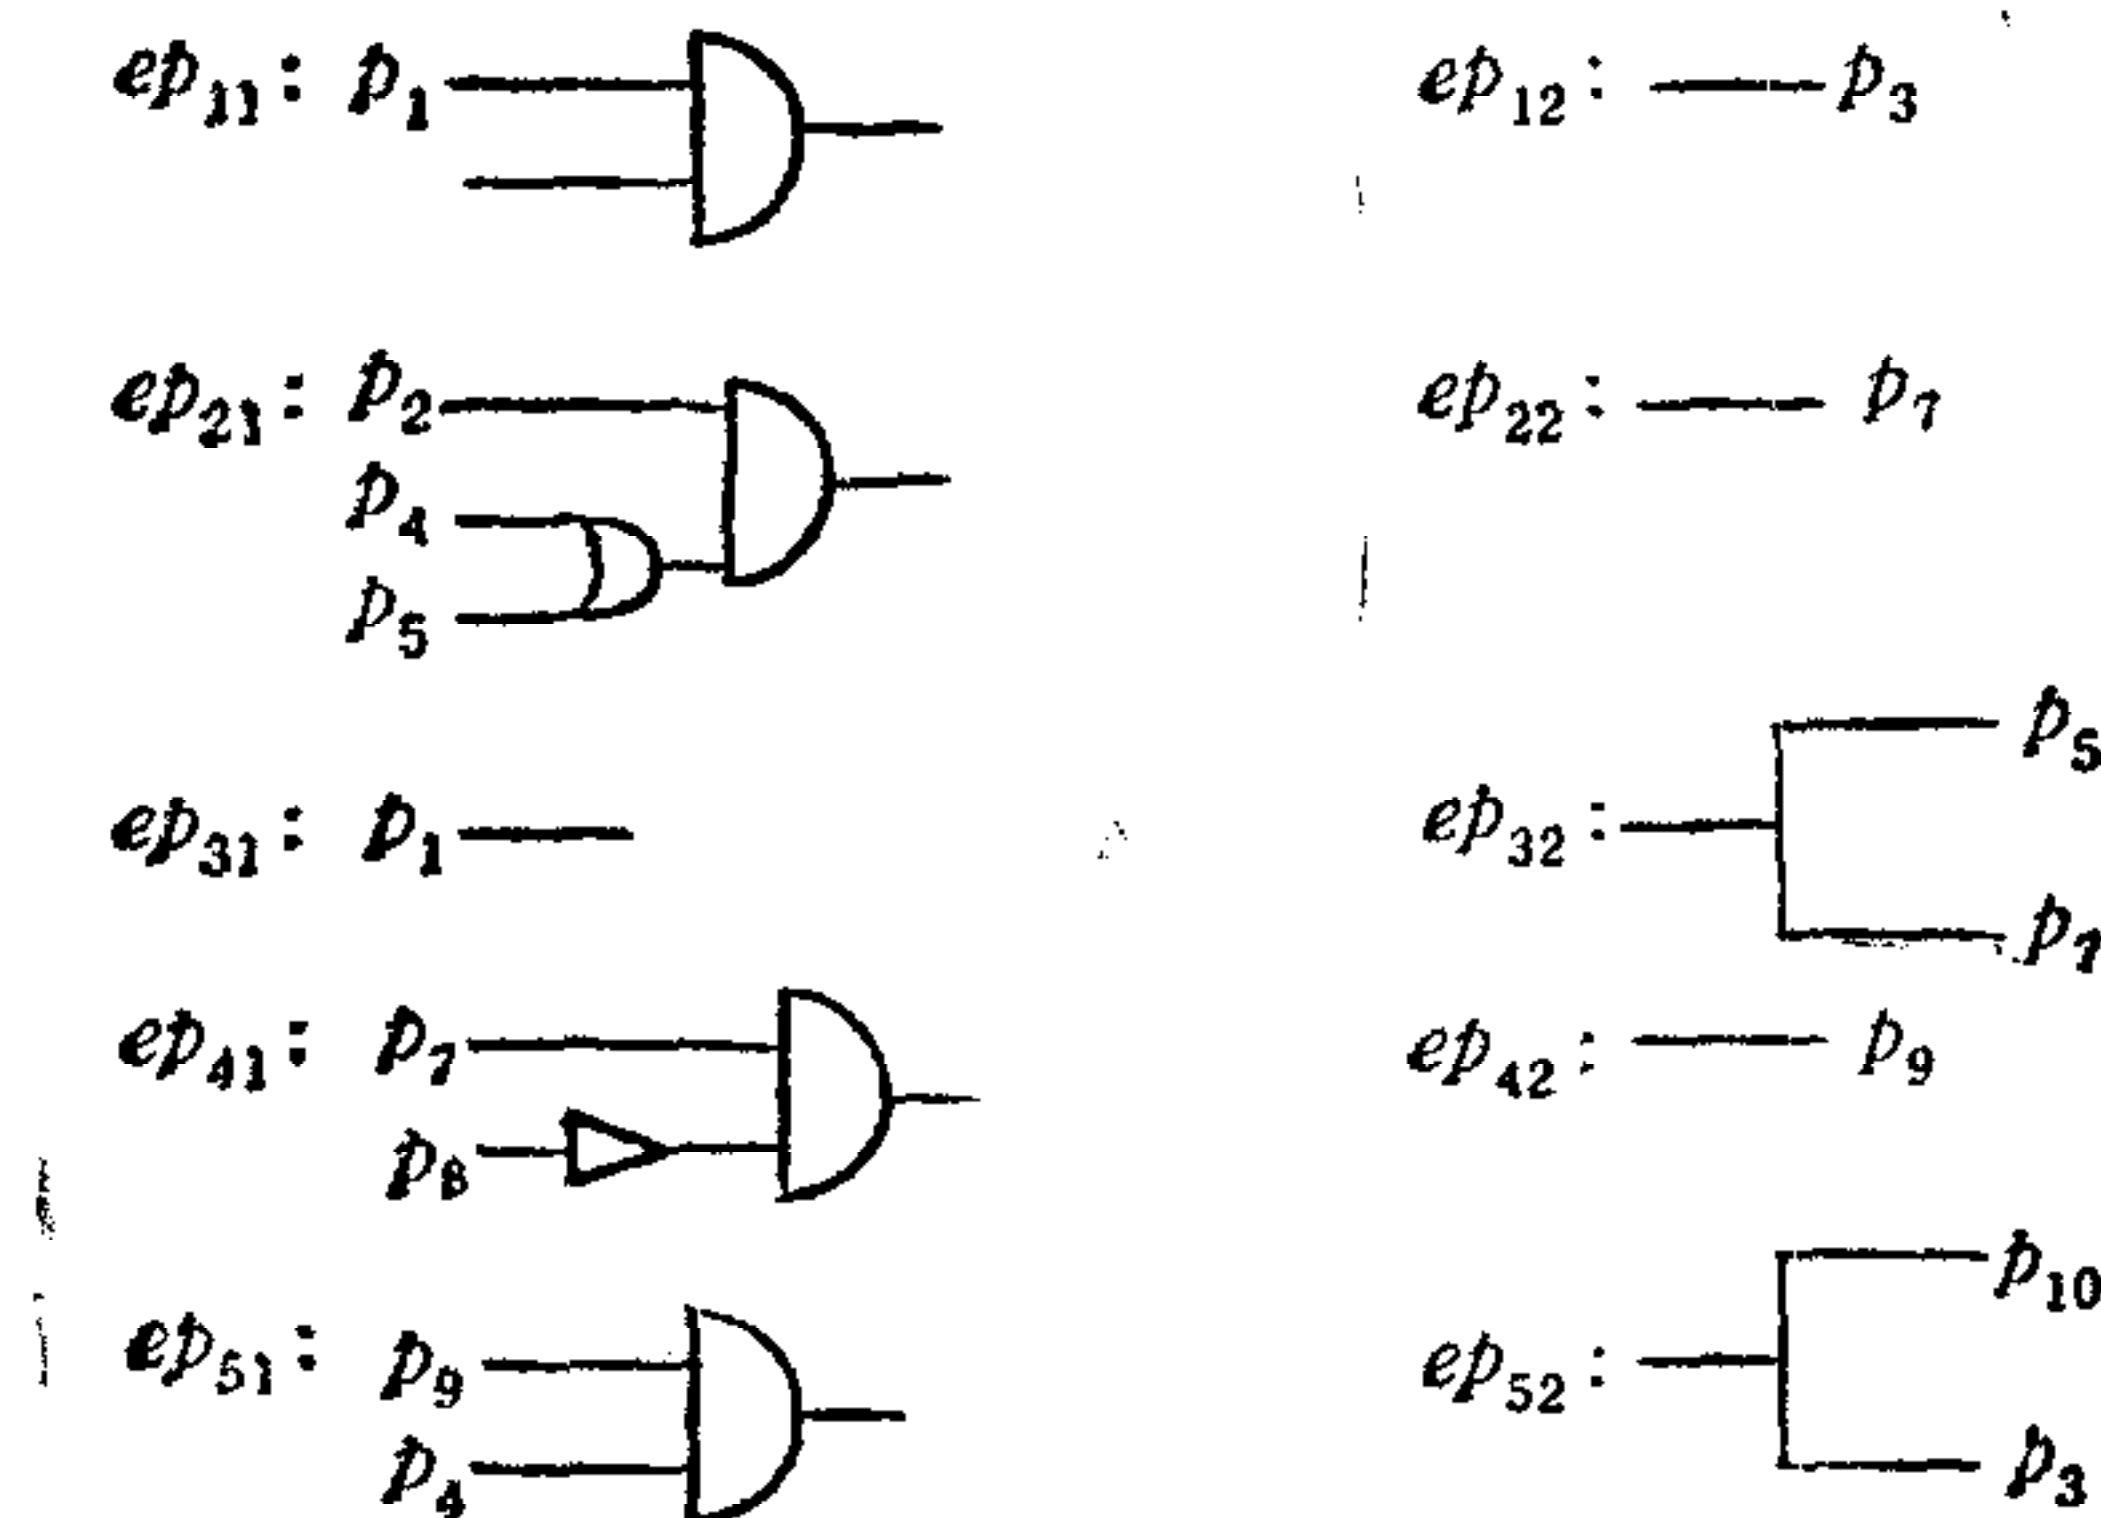 ep₁₁: p₁
ep₁₂: p₃
ep₂₁: p₂
p₄
p₅
ep₂₂: p₇
ep₃₁: p₁
ep₃₂: p₅
p₇
ep₄₁: p₇
p₈
ep₄₂: p₉
ep₅₁: p₉
p₄
ep₅₂: p₁₀
p₃